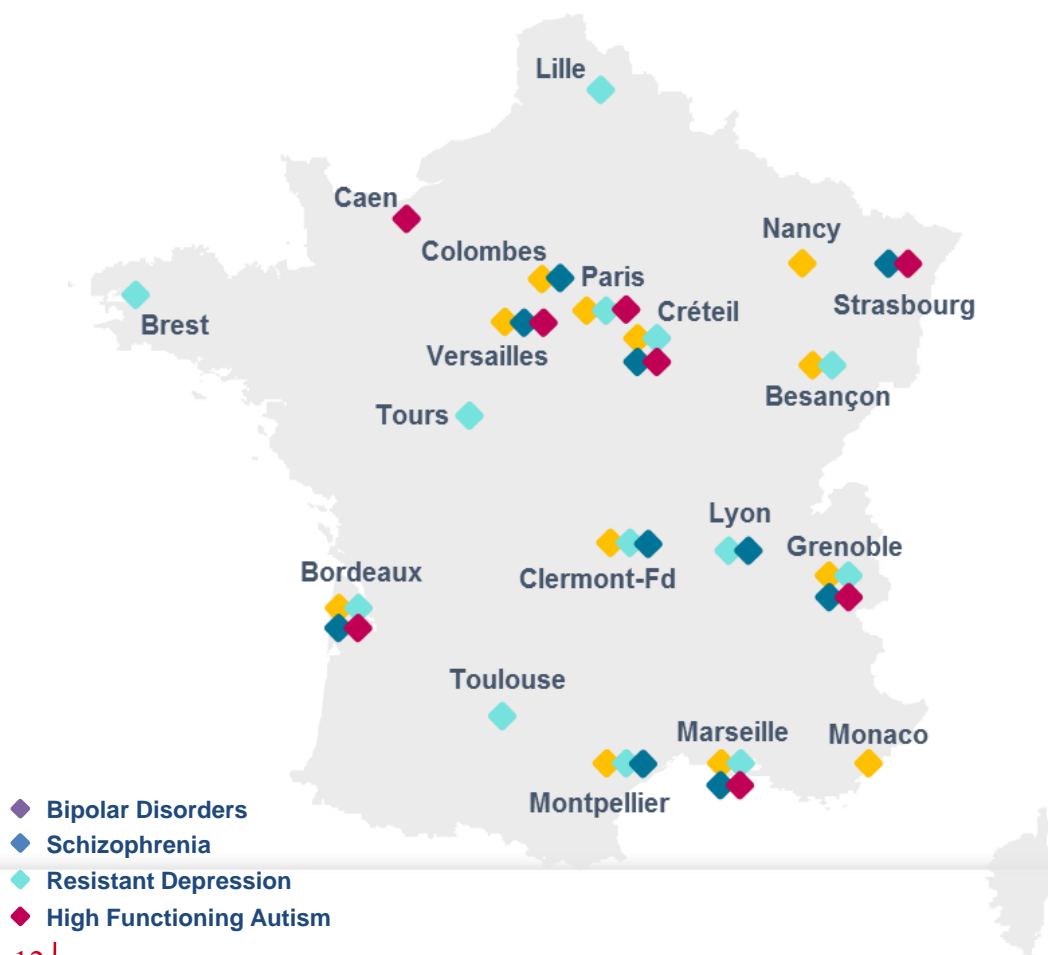 Lille
Caen
Nancy
Colombes
Paris
Strasbourg
Créteil
Brest
Versailles
Besançon
Tours
Lyon
Grenoble
Bordeaux
Clermont-Fd
Toulouse
Marseille
Monaco
Montpellier
Bipolar Disorders
Schizophrenia
Resistant Depression
High Functioning Autism